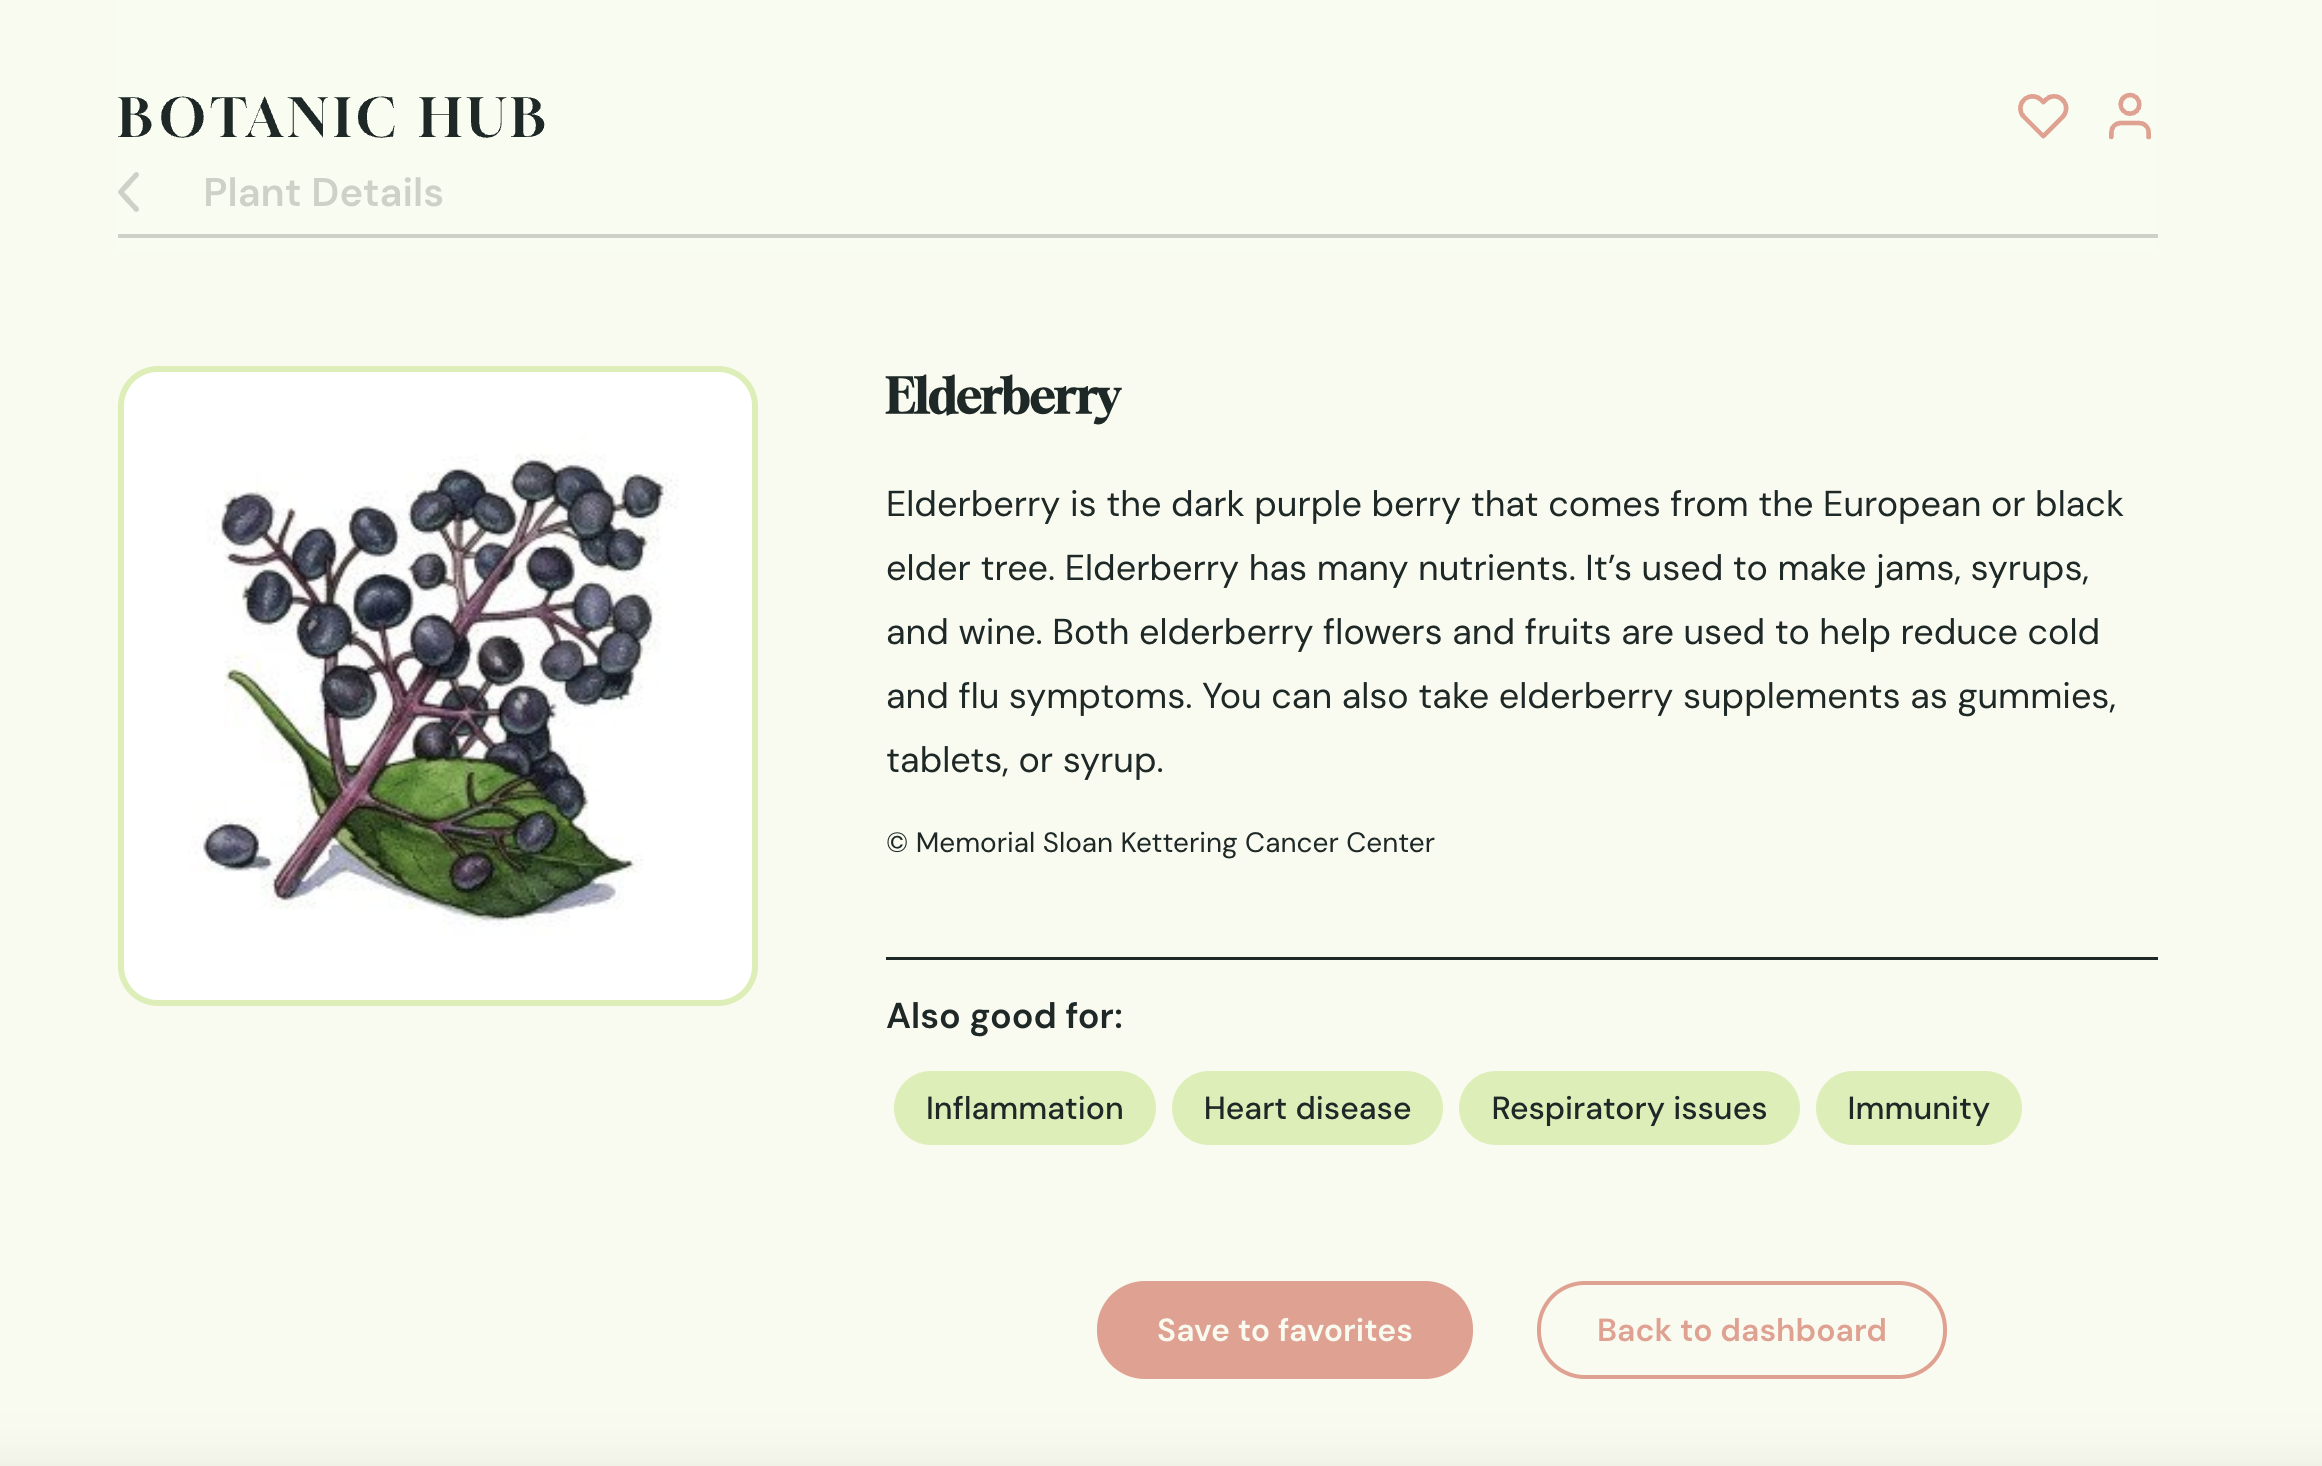 BOTANIC HUB
Plant Details
Elderberry
Elderberry is the dark purple berry that comes from the European or black
elder tree. Elderberry has many nutrients. It’s used to make jams, syrups,
and wine. Both elderberry flowers and fruits are used to help reduce cold
and flu symptoms. You can also take elderberry supplements as gummies,
tablets, or syrup.
© Memorial Sloan Kettering Cancer Center
Also good for:
Inflammation Heart disease Respiratory issues Immunity
Save to favorites Back to dashboard